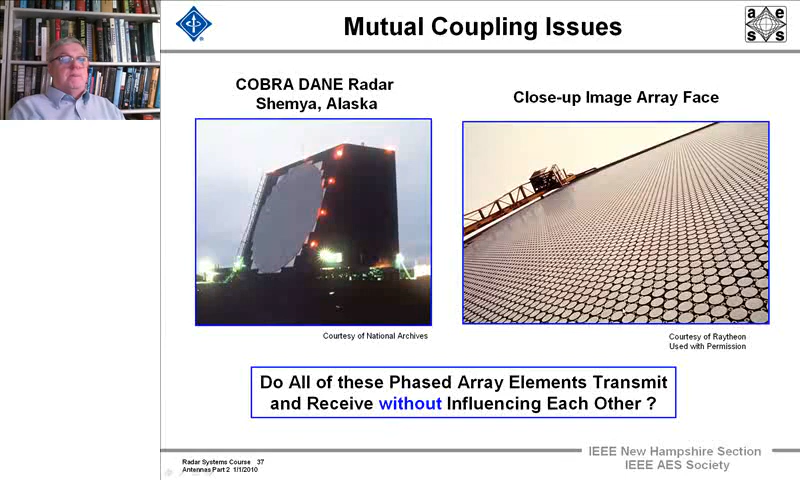 Mutual Coupling Issues
a e
s s
COBRA DANE Radar
Shemya, Alaska
Close-up Image Array Face
Courtesy of National Archives
Courtesy of Raytheon
Used with Permission
Do All of these Phased Array Elements Transmit
and Receive without Influencing Each Other ?
Radar Systems Course 37
Antennas Part 2 1/1/2010
IEEE New Hampshire Section
IEEE AES Society